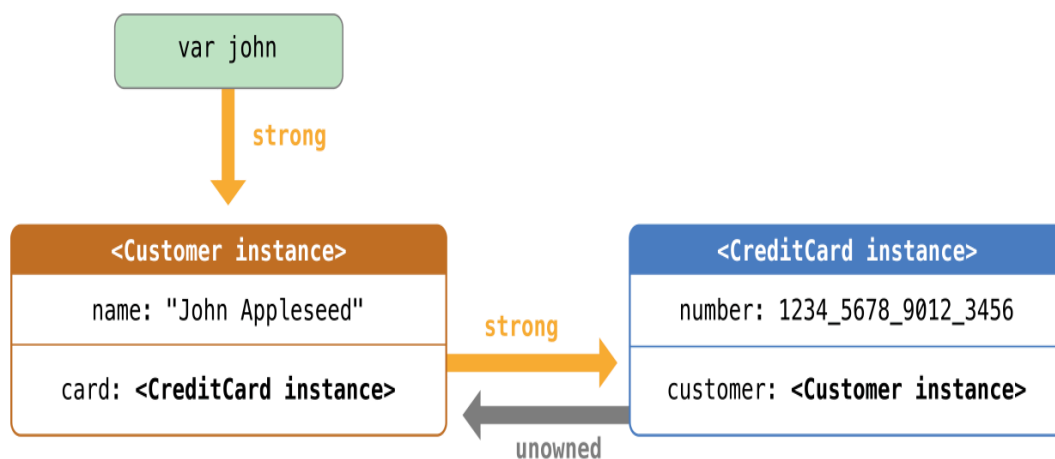 var john
strong
<Customer instance>
name: "John Appleseed"
card: <CreditCard instance>
strong
unowned
<CreditCard instance>
number: 1234_5678_9012_3456
customer: <Customer instance>